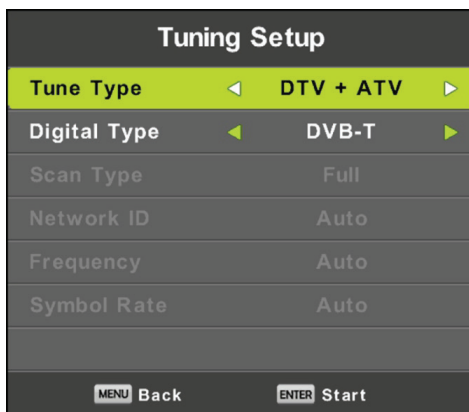 Tuning Setup
Tune Type DTV + ATV
Digital Type DVB-T
Scan Type Full
Network ID Auto
Frequency Auto
Symbol Rate Auto
MENU Back ENTER Start